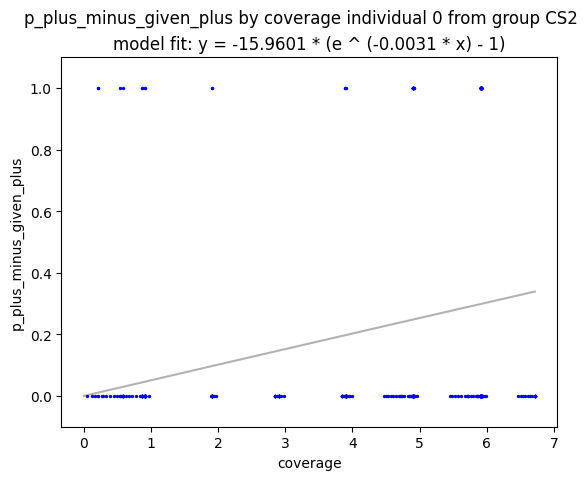 p_plus_minus_given_plus by coverage individual 0 from group CS2
model fit: y = -15.9601 * (e ^ (-0.0031 * x) - 1)
p_plus_minus_given_plus
1.0
0.8
0.6
0.4
0.2
0.0
0 1 2 3 4 5 6 7
coverage